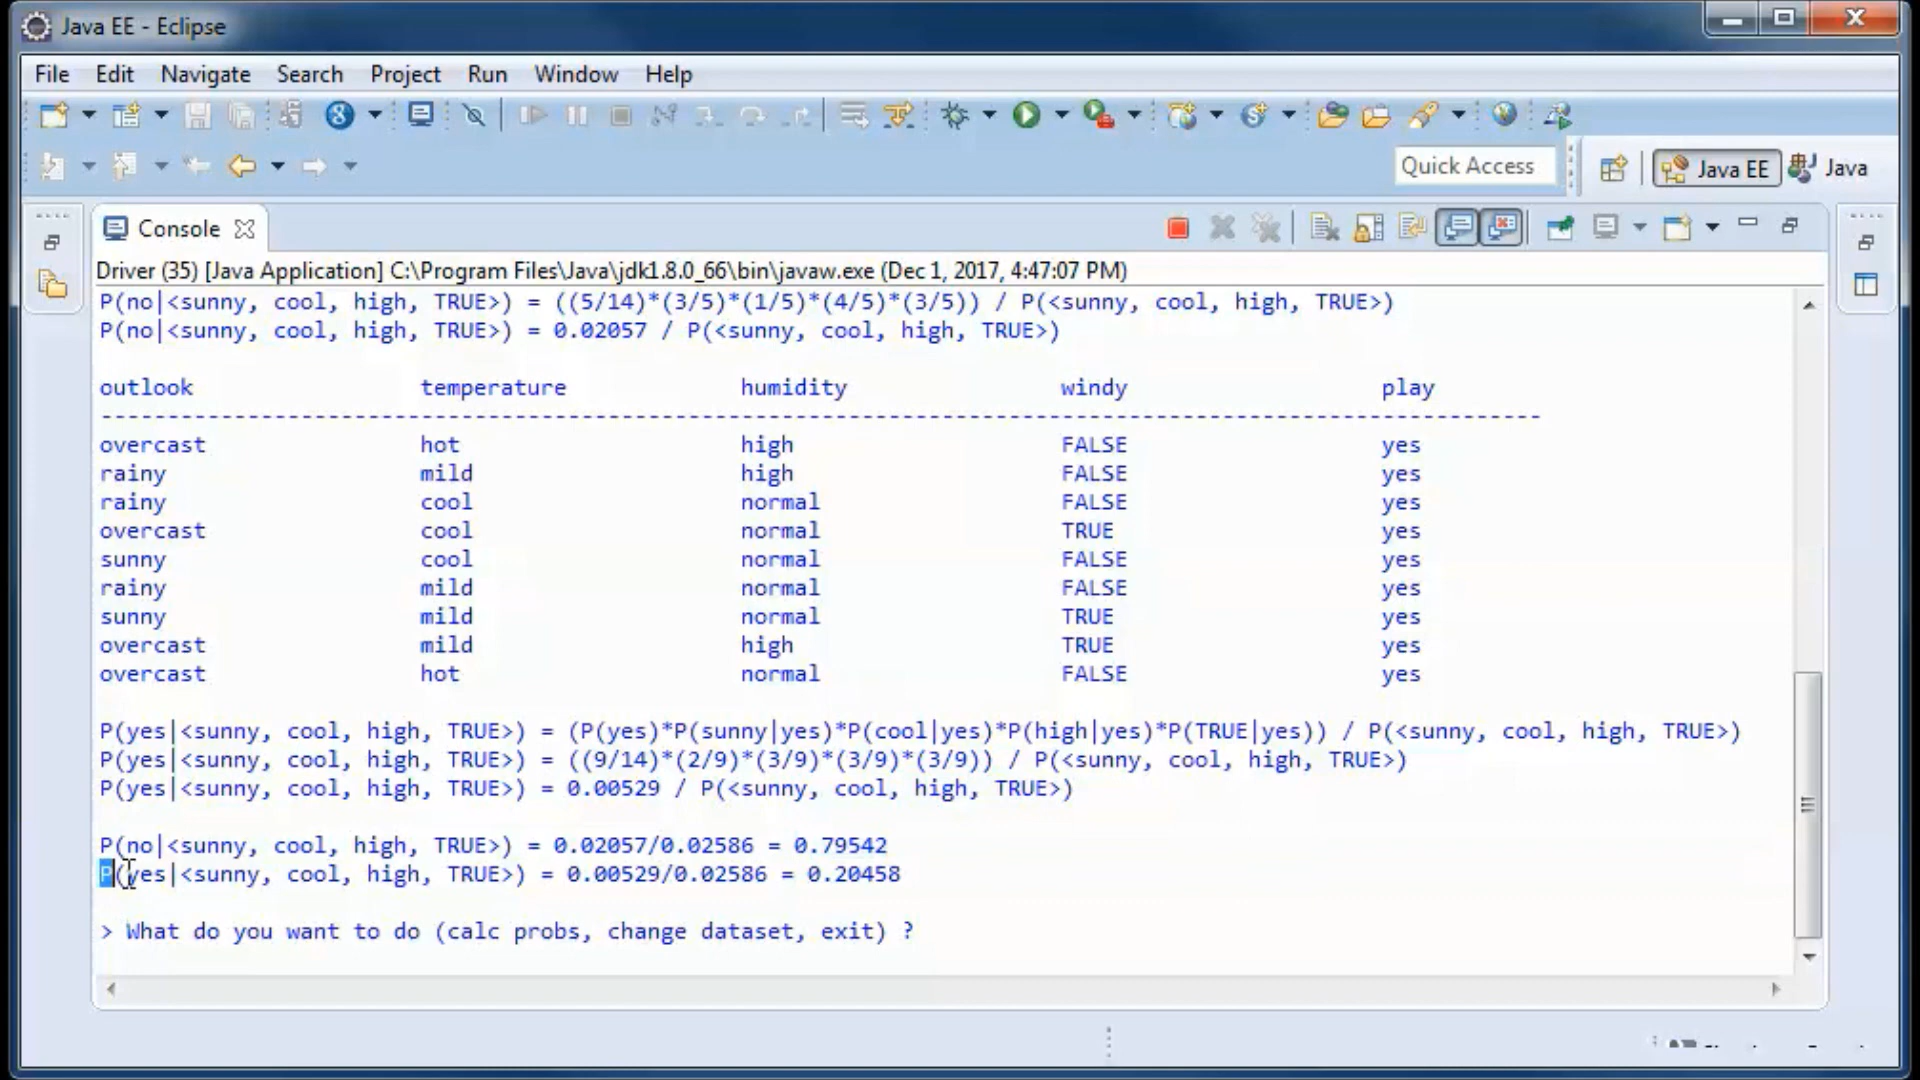 Java EE - Eclipse
File Edit Navigate Search Project Run Window Help
Quick Access Java EE Java
Console
Driver (35) [Java Application] C:\Program Files\Java\jdk1.8.0_66\bin\javaw.exe (Dec 1, 2017, 4:47:07 PM)
P(no|<sunny, cool, high, TRUE>) = ((5/14)*(3/5)*(1/5)*(4/5)*(3/5)) / P(<sunny, cool, high, TRUE>)
P(no|<sunny, cool, high, TRUE>) = 0.02057 / P(<sunny, cool, high, TRUE>)
outlook temperature humidity windy play
------------------------------------------------------------------------------------------------------------
overcast hot high FALSE yes
rainy mild high FALSE yes
rainy cool normal FALSE yes
overcast cool normal TRUE yes
sunny cool normal FALSE yes
rainy mild normal FALSE yes
sunny mild normal TRUE yes
overcast mild high TRUE yes
overcast hot normal FALSE yes
P(yes|<sunny, cool, high, TRUE>) = (P(yes)*P(sunny|yes)*P(cool|yes)*P(high|yes)*P(TRUE|yes)) / P(<sunny, cool, high, TRUE>)
P(yes|<sunny, cool, high, TRUE>) = ((9/14)*(2/9)*(3/9)*(3/9)*(3/9)) / P(<sunny, cool, high, TRUE>)
P(yes|<sunny, cool, high, TRUE>) = 0.00529 / P(<sunny, cool, high, TRUE>)
P(no|<sunny, cool, high, TRUE>) = 0.02057/0.02586 = 0.79542
P(yes|<sunny, cool, high, TRUE>) = 0.00529/0.02586 = 0.20458
> What do you want to do (calc probs, change dataset, exit) ?